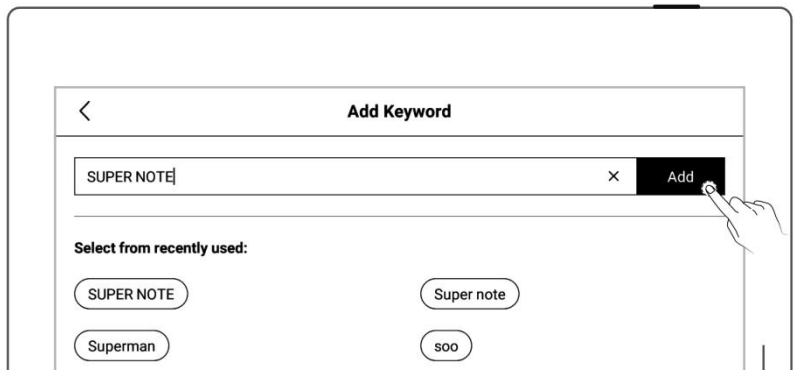 Add Keyword
SUPER NOTE
Add
Select from recently used:
SUPER NOTE
Super note
Superman
soo